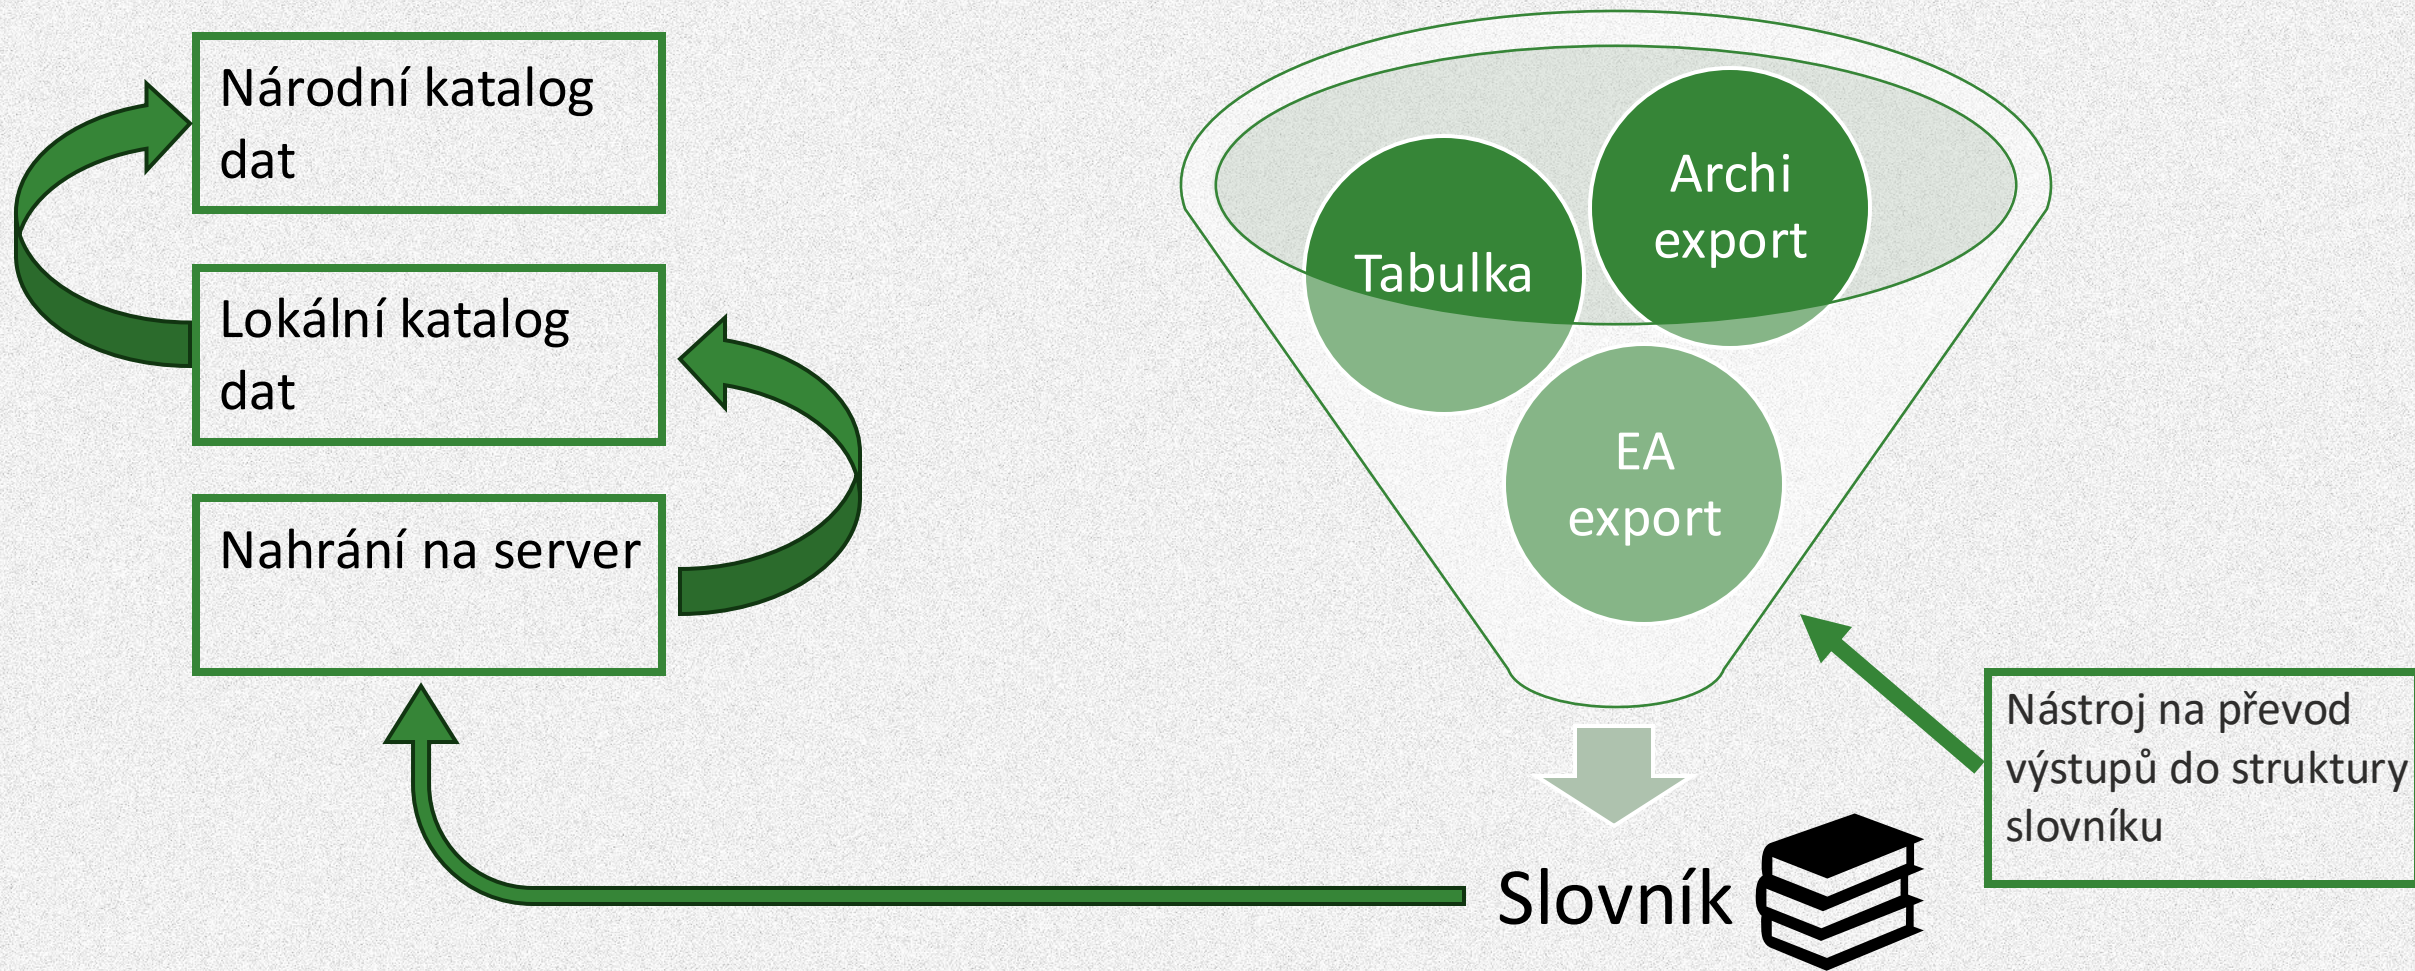 Národní katalog
dat
Lokální katalog
dat
Nahrání na server
Archi
export
Tabulka
EA
export
Nástroj na převod
výstupů do struktury
slovníku
Slovník